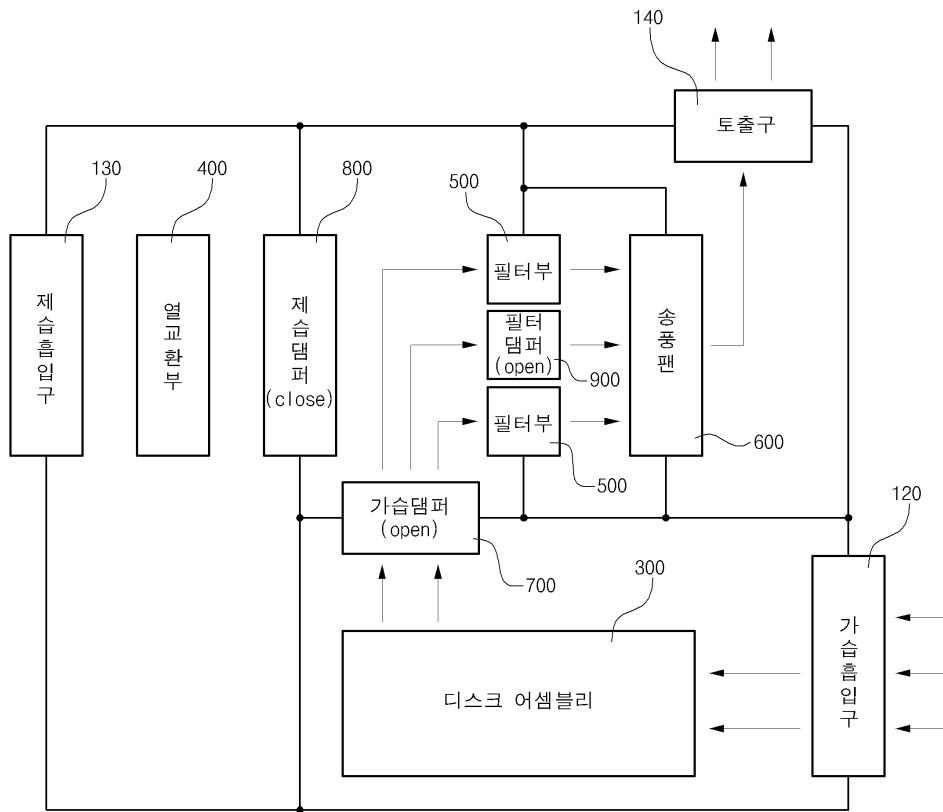 140
토출구
130
400
800
500
제습흡입구
열교환부
제습댐퍼
(close)
필터부
필터
댐퍼
(open)
900
송풍팬
필터부
600
500
가습댐퍼
(open)
700
120
300
가습흡입구
디스크 어셈블리